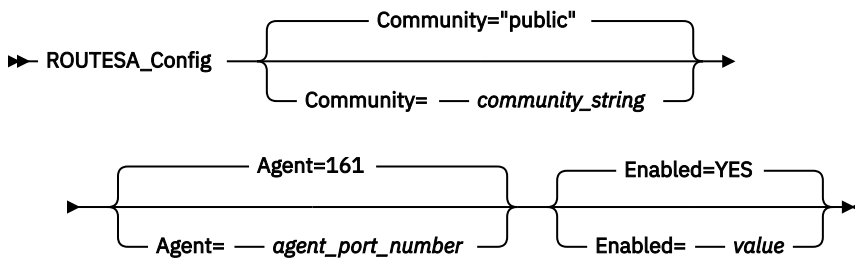 Community="public"
ROUTESA_Config
Community= community_string
Agent=161
Enabled=YES
Agent= agent_port_number
Enabled= value